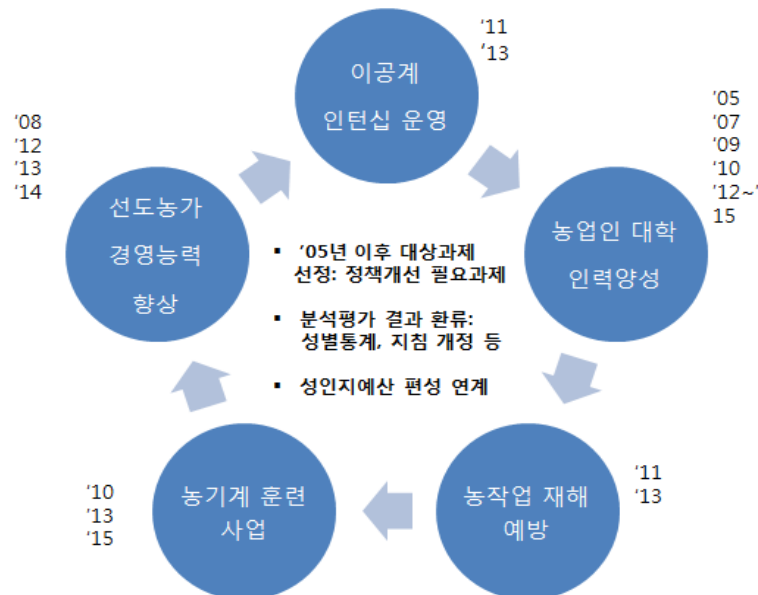 이공계
인턴십 운영
'11
'13
'05
'07
'09
'10
'12~'
15
농업인 대학
인력양성
'11
'13
농작업 재해
예방
농기계 훈련
사업
'10
'13
'15
'08
'12
'13
'14
선도농가
경영능력
향상
▪ '05년 이후 대상과제
선정: 정책개선 필요과제
▪ 분석평가 결과 환류:
성별통계, 지침 개정 등
▪ 성인지예산 편성 연계